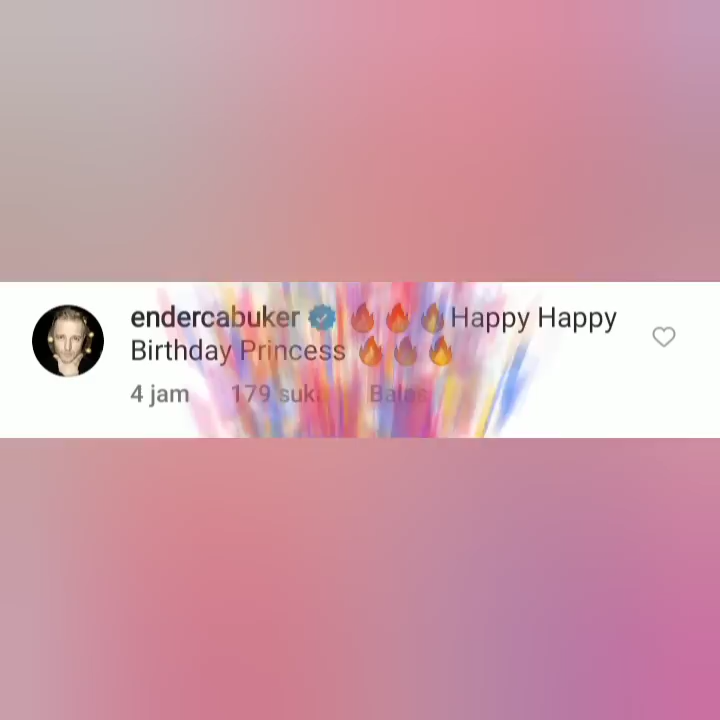 endercabuker 🔥🔥🔥Happy Happy
Birthday Princess 🔥🔥🔥
4 jam 179 suka Balas